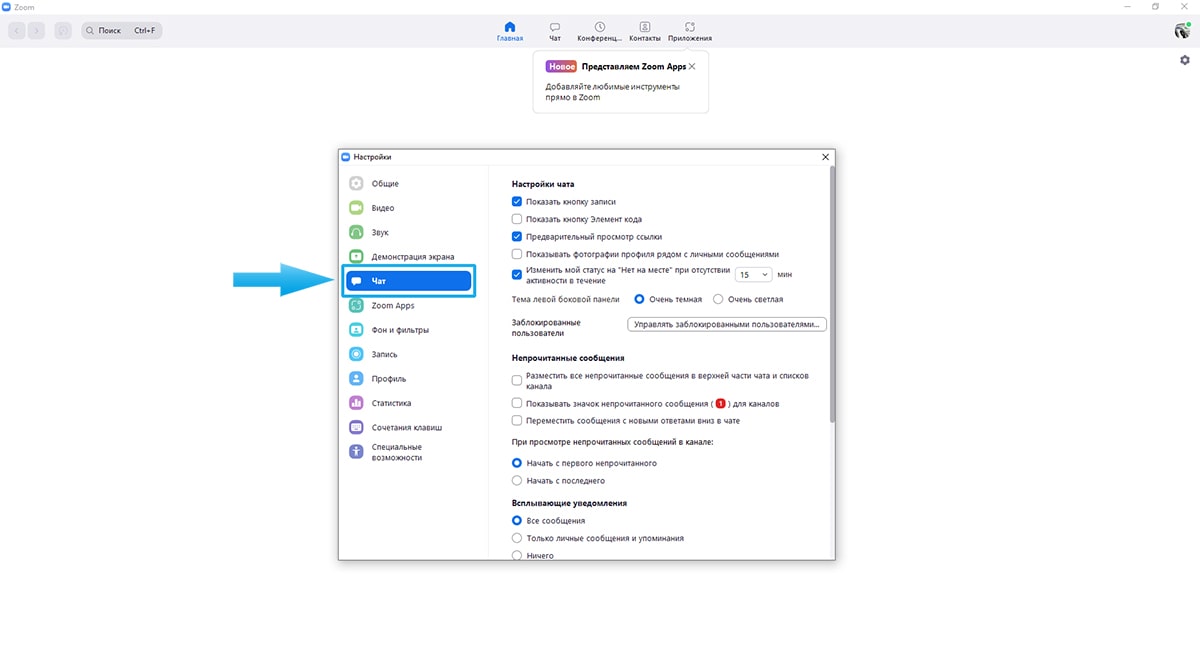 Zoom
Поиск Ctrl+F
Главная
Чат
Конференц...
Контакты
Приложения
Новое Представляем Zoom Apps
Добавляйте любимые инструменты
прямо в Zoom
Настройки
Общие
Видео
Звук
Демонстрация экрана
Чат
Zoom Apps
Фон и фильтры
Запись
Профиль
Статистика
Сочетания клавиш
Специальные
возможности
Настройки чата
Показать кнопку записи
Показать кнопку Элемент кода
Предварительный просмотр ссылки
Показывать фотографии профиля рядом с личными сообщениями
Изменить мой статус на "Нет на месте" при отсутствии
активности в течение
15 мин
Тема левой боковой панели Очень темная Очень светлая
Заблокированные
пользователи
Управлять заблокированными пользователями...
Непрочитанные сообщения
Разместить все непрочитанные сообщения в верхней части чата и списков
канала
Показывать значок непрочитанного сообщения ( 1 ) для каналов
Переместить сообщения с новыми ответами вниз в чате
При просмотре непрочитанных сообщений в канале:
Начать с первого непрочитанного
Начать с последнего
Всплывающие уведомления
Все сообщения
Только личные сообщения и упоминания
Ничего